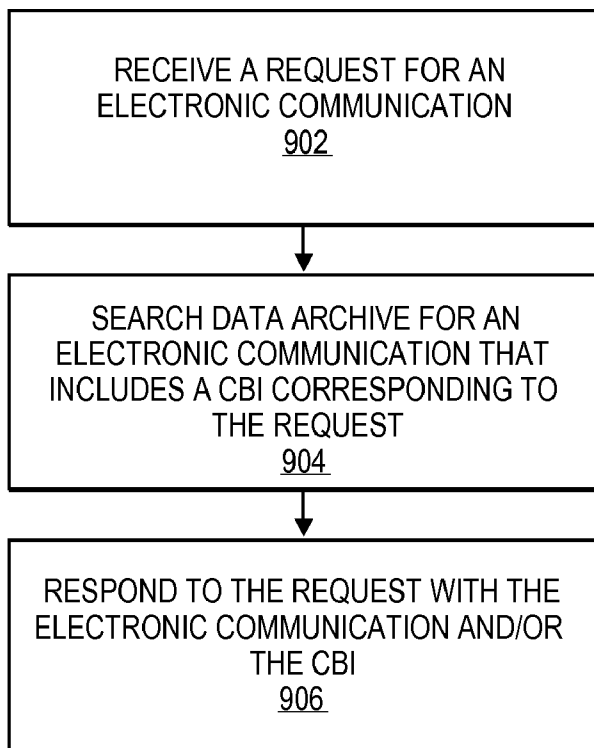 RECEIVE A REQUEST FOR AN
ELECTRONIC COMMUNICATION
902
SEARCH DATA ARCHIVE FOR AN
ELECTRONIC COMMUNICATION THAT
INCLUDES A CBI CORRESPONDING TO
THE REQUEST
904
RESPOND TO THE REQUEST WITH THE
ELECTRONIC COMMUNICATION AND/OR
THE CBI
906